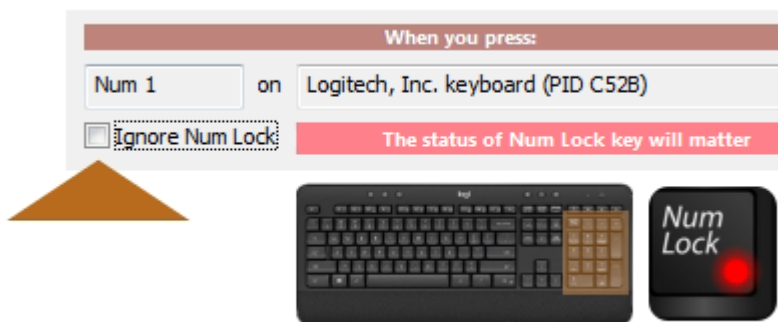 When you press:
Num 1 on Logitech, Inc. keyboard (PID C52B)
Ignore Num Lock The status of Num Lock key will matter
logi
Num
Lock